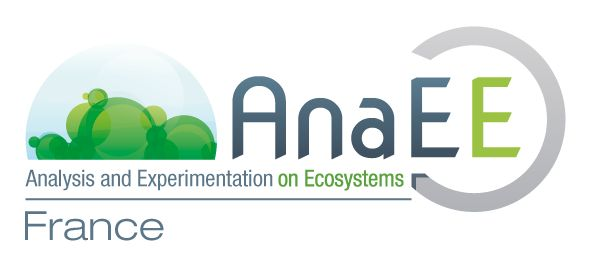 AnaEE
Analysis and Experimentation on Ecosystems
France